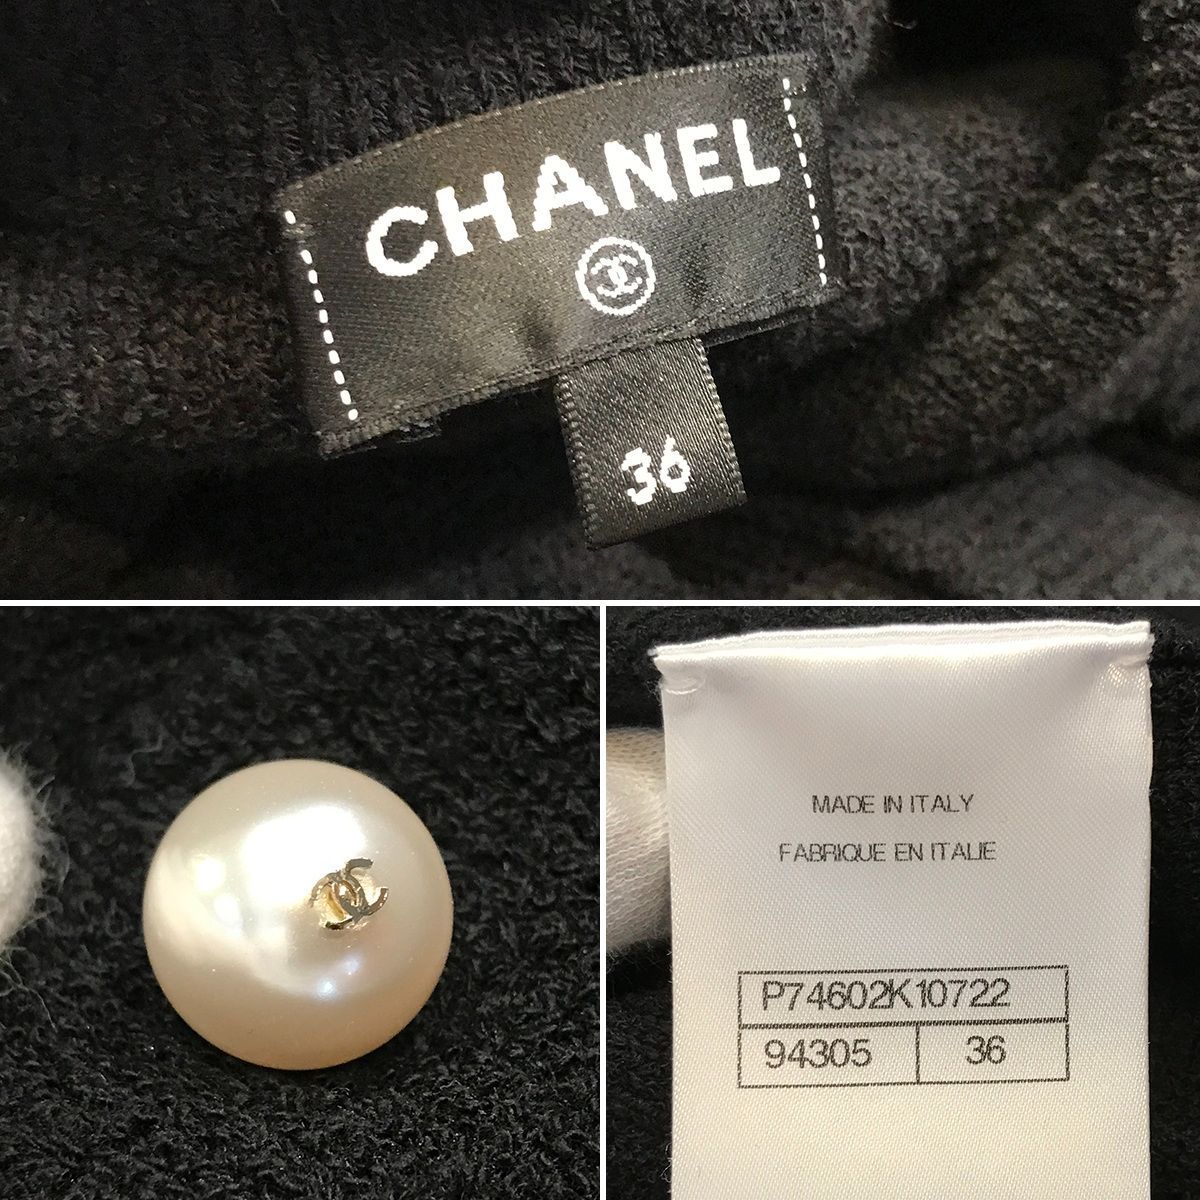 CHANEL
36
MADE IN ITALY
FABRIQUE EN ITALIE
P74602K10722
94305 36